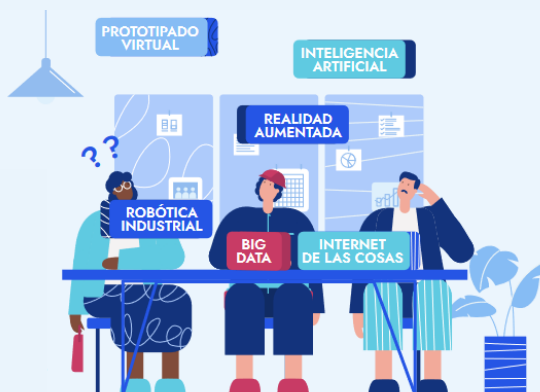 PROTOTIPADO
VIRTUAL
INTELIGENCIA
ARTIFICIAL
REALIDAD
AUMENTADA
? ?
ROBÓTICA
INDUSTRIAL
BIG
DATA
INTERNET
DE LAS COSAS